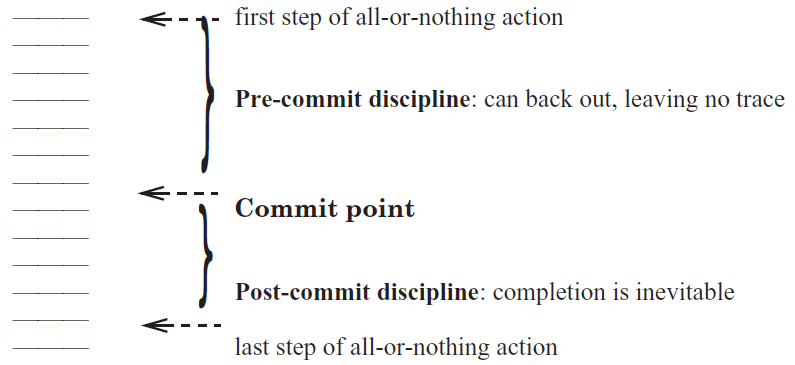 first step of all-or-nothing action
Pre-commit discipline: can back out, leaving no trace
Commit point
Post-commit discipline: completion is inevitable
last step of all-or-nothing action